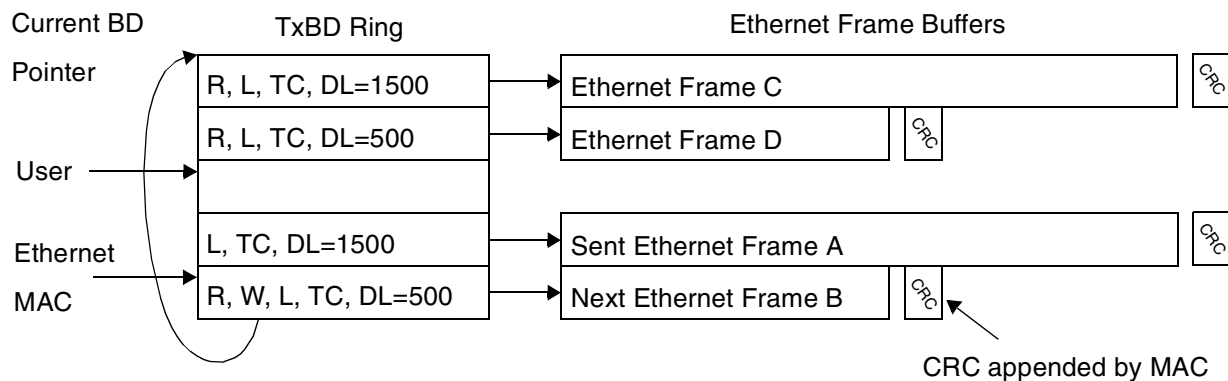 Current BD
Pointer
TxBD Ring
Ethernet Frame Buffers
R, L, TC, DL=1500
Ethernet Frame C
CRC
R, L, TC, DL=500
Ethernet Frame D
CRC
User
L, TC, DL=1500
Sent Ethernet Frame A
CRC
Ethernet
MAC
R, W, L, TC, DL=500
Next Ethernet Frame B
CRC
CRC appended by MAC